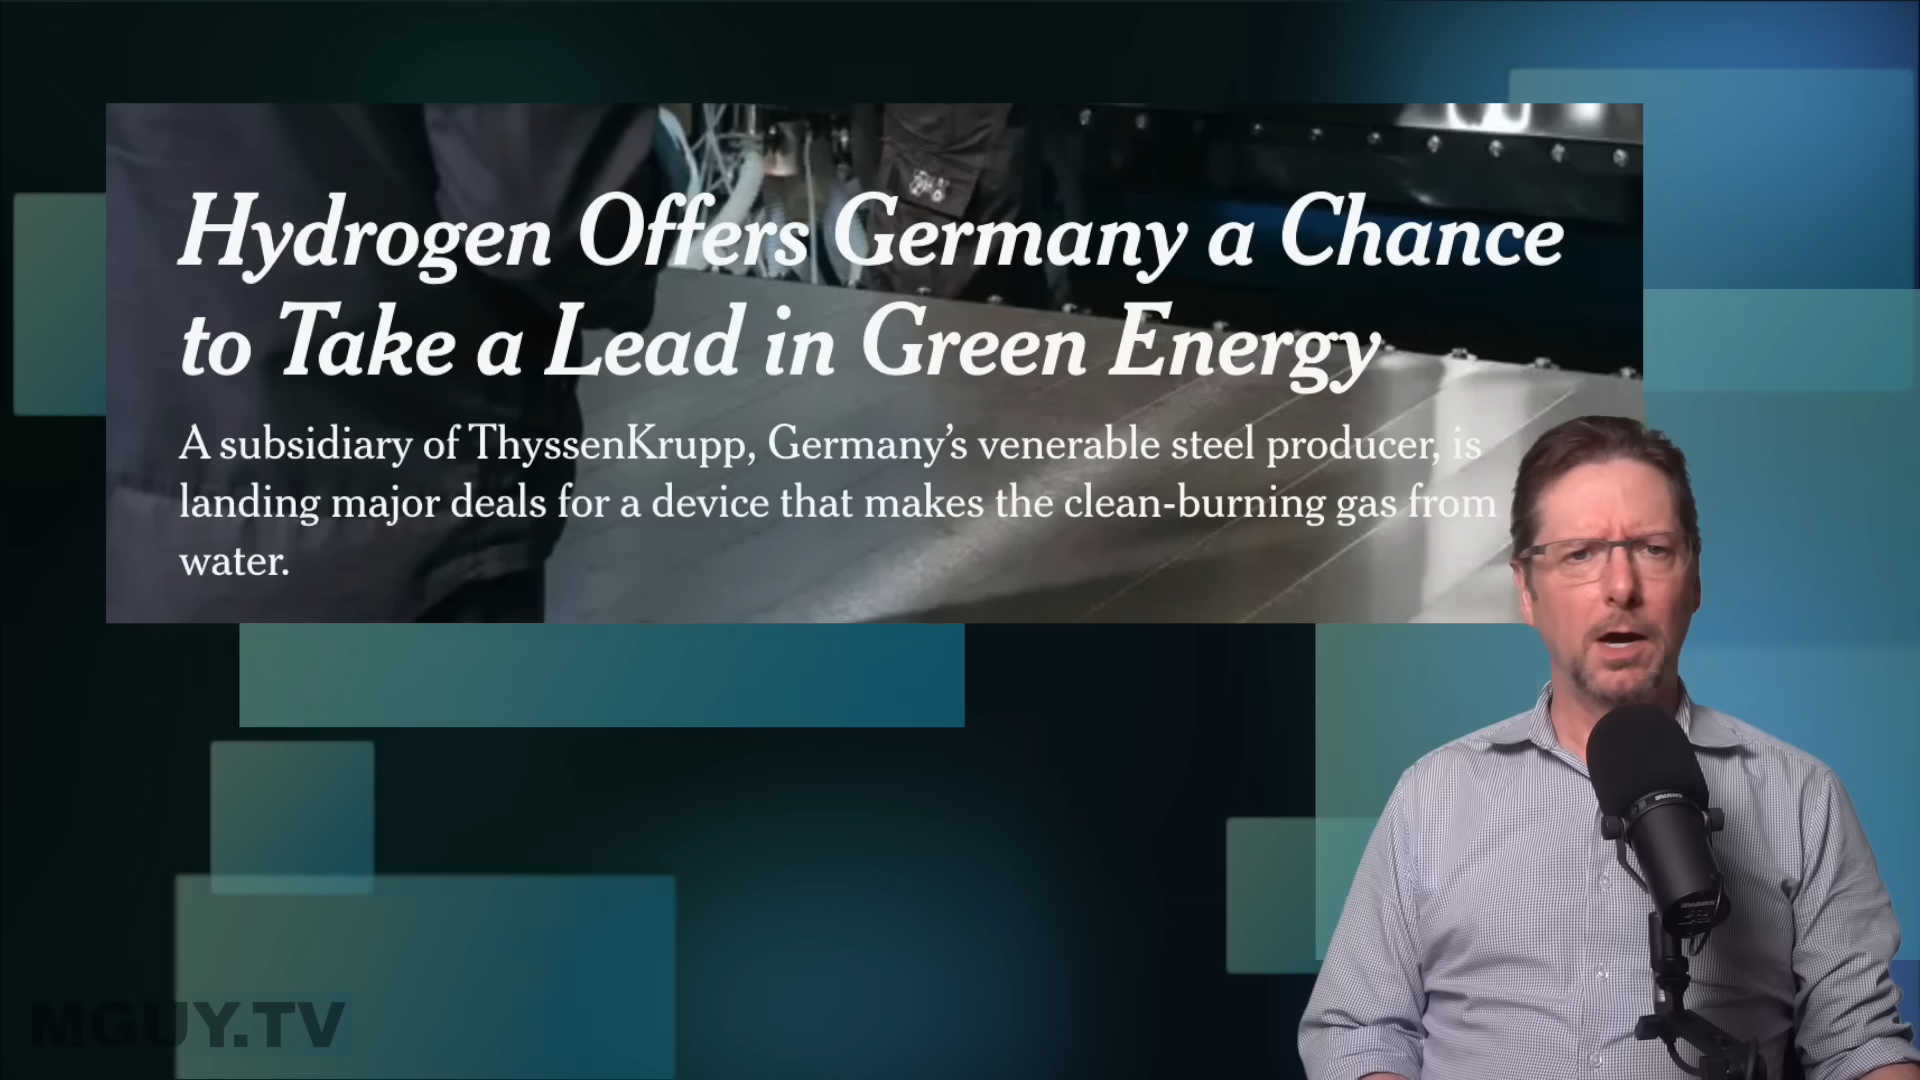 Hydrogen Offers Germany a Chance
to Take a Lead in Green Energy
A subsidiary of ThyssenKrupp, Germany’s venerable steel producer, is
landing major deals for a device that makes the clean-burning gas from
water.
MGUY.TV